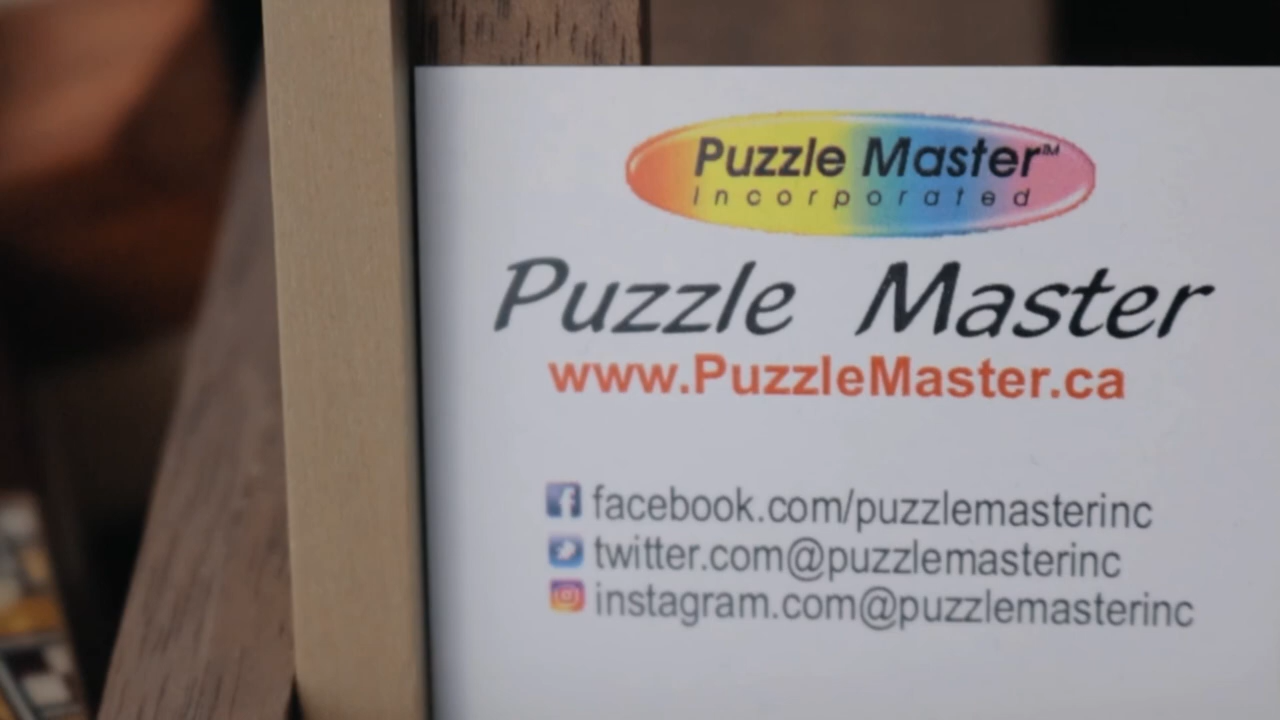 Puzzle Master™
Incorporated
Puzzle Master
www.PuzzleMaster.ca
facebook.com/puzzlemasterinc
twitter.com@puzzlemasterinc
instagram.com@puzzlemasterinc